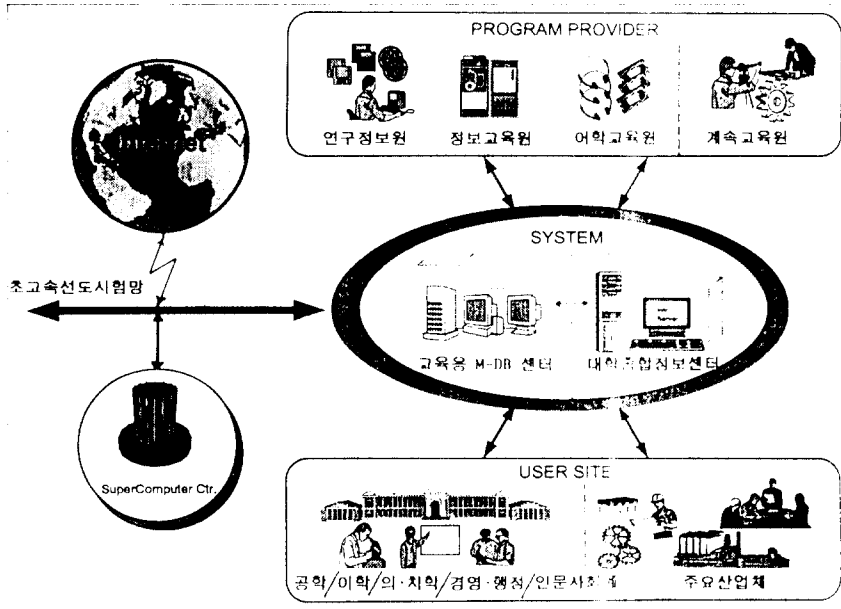 PROGRAM PROVIDER
연구정보원
정보교육원
어학교육원
계속교육원
Internet
초고속선도시험망
SYSTEM
교육용 M-DB 센터
대학종합정보센터
SuperComputer Ctr.
USER SITE
공학/이학/의·치학/경영·행정/인문사회계
주요산업체